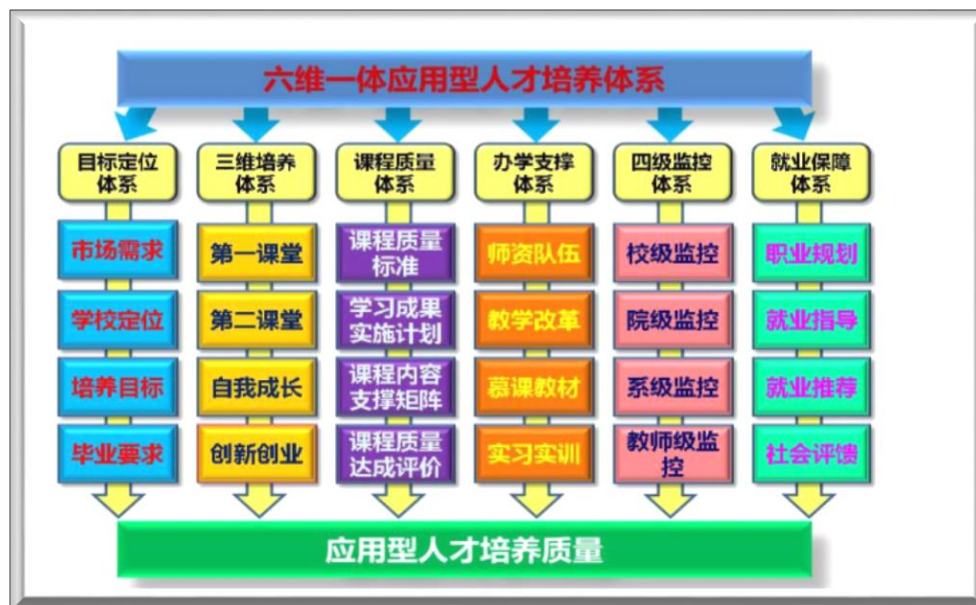 六维一体应用型人才培养体系
目标定位
体系
三维培养
体系
课程质量
体系
办学支撑
体系
四级监控
体系
就业保障
体系
市场需求
第一课堂
课程质量
标准
师资队伍
校级监控
职业规划
学校定位
第二课堂
学习成果
实施计划
教学改革
院级监控
就业指导
培养目标
自我成长
课程内容
支撑矩阵
慕课教材
系级监控
就业推荐
毕业要求
创新创业
课程质量
达成评价
实习实训
教师级监
控
社会评馈
应用型人才培养质量